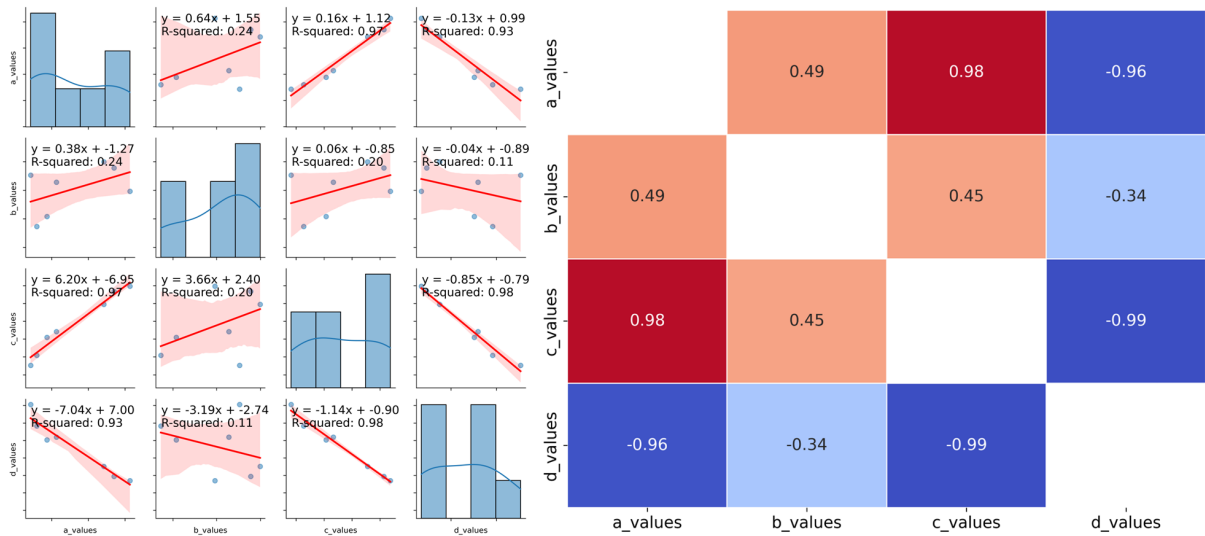 y = 0.64x + 1.55
R-squared: 0.24
y = 0.16x + 1.12
R-squared: 0.97
y = -0.13x + 0.99
R-squared: 0.93
a_values
y = 0.38x + -1.27
R-squared: 0.24
y = 0.06x + -0.85
R-squared: 0.20
y = -0.04x + -0.89
R-squared: 0.11
b_values
y = 6.20x + -6.95
R-squared: 0.97
y = 3.66x + 2.40
R-squared: 0.20
y = -0.85x + -0.79
R-squared: 0.98
c_values
y = -7.04x + 7.00
R-squared: 0.93
y = -3.19x + -2.74
R-squared: 0.11
y = -1.14x + -0.90
R-squared: 0.98
d_values
a_values
b_values
c_values
d_values
a_values
0.49
0.98
-0.96
b_values
0.49
0.45
-0.34
c_values
0.98
0.45
-0.99
d_values
-0.96
-0.34
-0.99
a_values
b_values
c_values
d_values